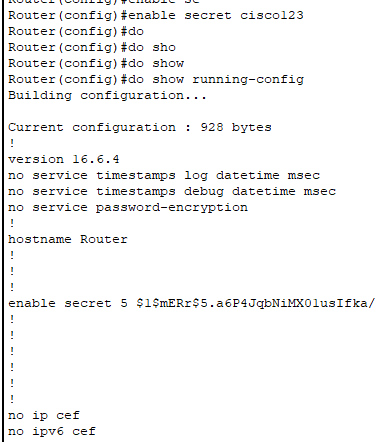 Router(config)#enable se
Router(config)#enable secret cisco123
Router(config)#do
Router(config)#do sho
Router(config)#do show
Router(config)#do show running-config
Building configuration...
Current configuration : 928 bytes
!
version 16.6.4
no service timestamps log datetime msec
no service timestamps debug datetime msec
no service password-encryption
!
hostname Router
!
!
!
enable secret 5 $1$mERr$5.a6P4JqbNiMX01usIfka/
!
!
!
!
!
!
no ip cef
no ipv6 cef